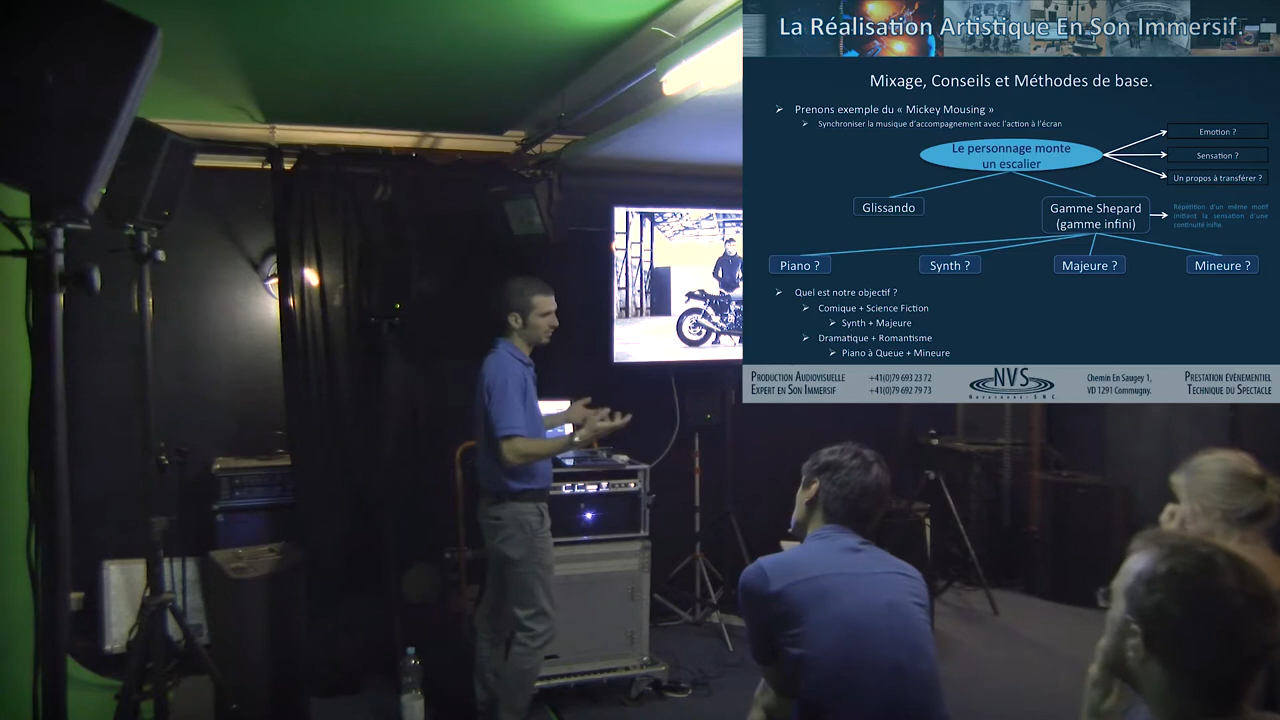 La Réalisation Artistique En Son Immersif.
Mixage, Conseils et Méthodes de base.
Prenons exemple du « Mickey Mousing »
Synchroniser la musique d'accompagnement avec l'action à l'écran
Le personnage monte
un escalier
Emotion ?
Sensation ?
Un propos à transférer ?
Glissando
Gamme Shepard
(gamme infini)
Répétition d'un même motif
initiant la sensation d'une
continuité infie.
Piano ?
Synth ?
Majeure ?
Mineure ?
Quel est notre objectif ?
Comique + Science Fiction
Synth + Majeure
Dramatique + Romantisme
Piano à Queue + Mineure
Production Audiovisuelle
Expert en Son Immersif
+41(0)79 693 23 72
+41(0)79 692 79 73
NVS
Chemin En Saugey 1,
VD 1291 Commugny.
Prestation évènementiel
Technique du Spectacle